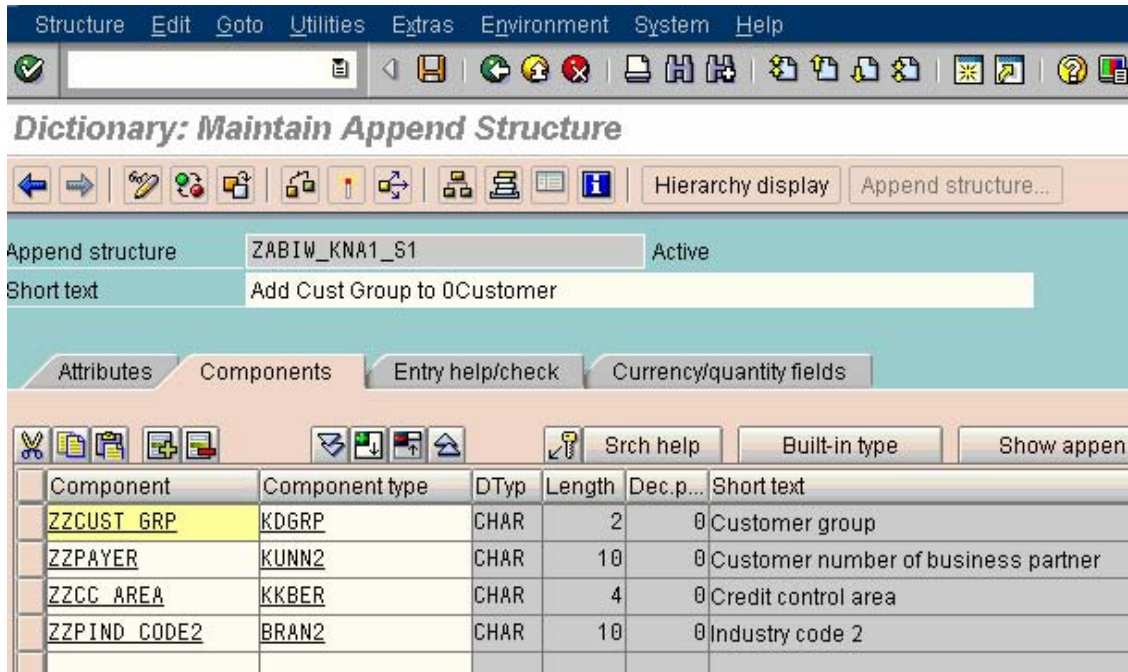 Structure Edit Goto Utilities Extras Environment System Help
Dictionary: Maintain Append Structure
Hierarchy display Append structure...
Append structure ZABIW_KNA1_S1 Active
Short text Add Cust Group to 0Customer
Attributes Components Entry help/check Currency/quantity fields
Srch help Built-in type Show appen
Component Component type DTyp Length Dec.p... Short text
ZZCUST_GRP KDGRP CHAR 2 0 Customer group
ZZPAYER KUNN2 CHAR 10 0 Customer number of business partner
ZZCC_AREA KKBER CHAR 4 0 Credit control area
ZZPIND_CODE2 BRAN2 CHAR 10 0 Industry code 2